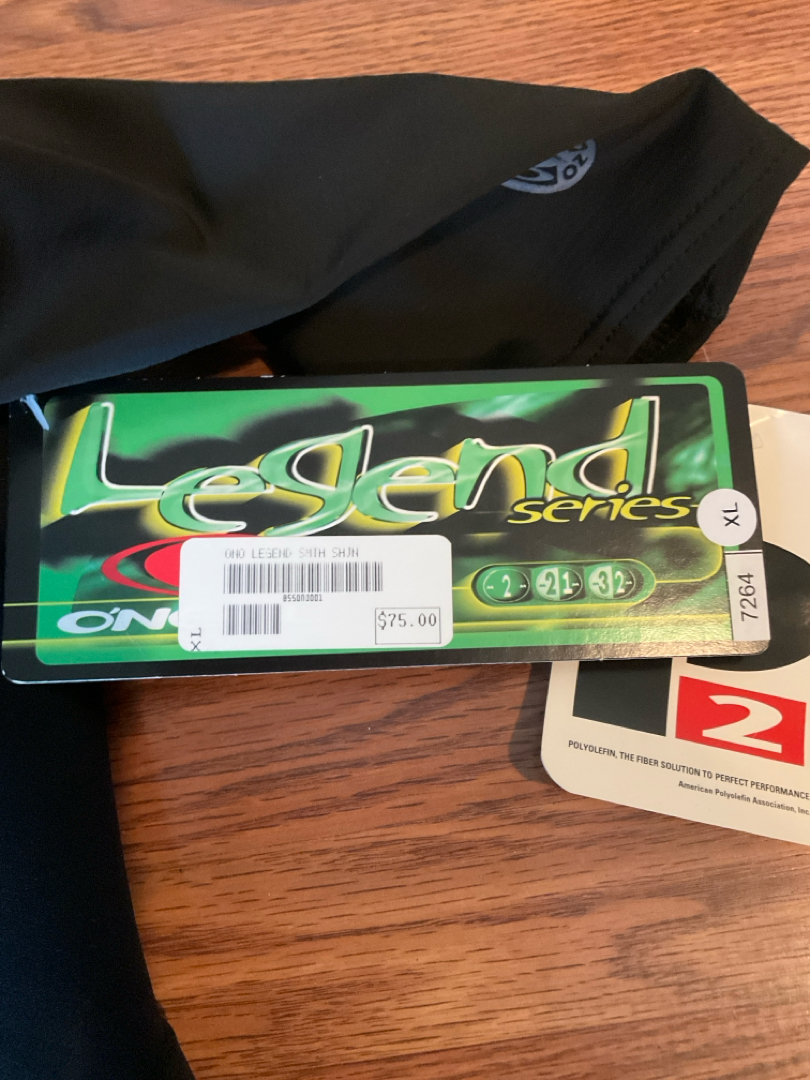 Legend
series
XL
ONO LEGEND SMTH SHJN
855000001
$75.00
XL
O'N
2
21
32
7264
2
POLYOLEFIN, THE FIBER SOLUTION TO PERFECT PERFORMANCE
American Polyolefin Association, Inc.